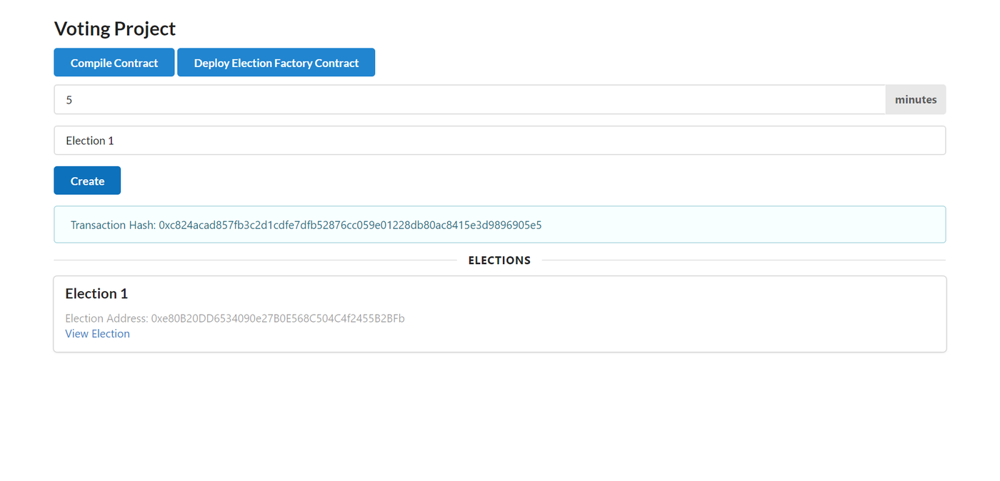 Voting Project
Compile Contract Deploy Election Factory Contract
5 minutes
Election 1
Create
Transaction Hash: 0xc824acad857fb3c2d1cdfe7dfb52876cc059e01228db80ac8415e3d9896905e5
ELECTIONS
Election 1
Election Address: 0xe80B20DD6534090e27B0E568C504C4f2455B2BFb
View Election